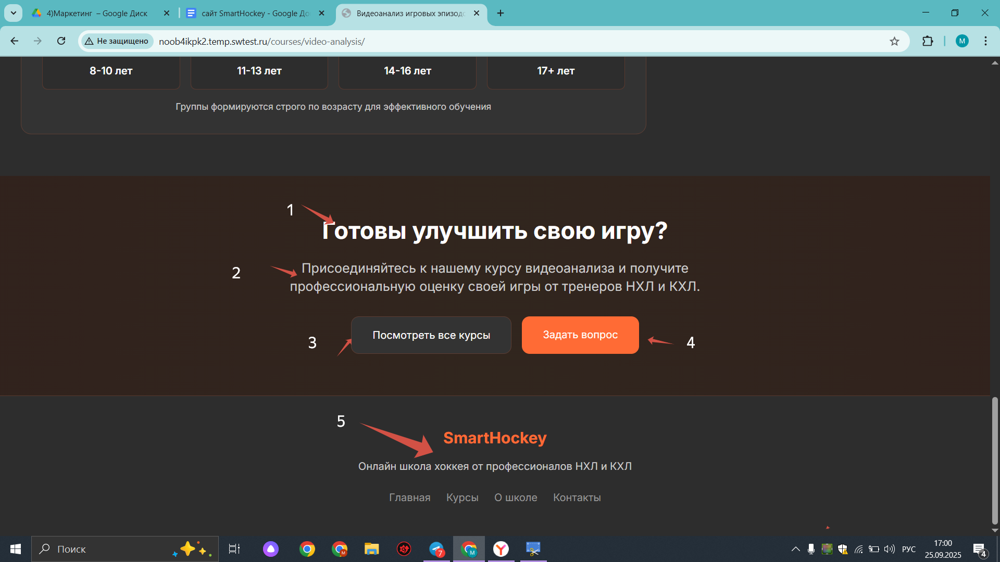 4)Маркетинг – Google Диск
сайт SmartHockey - Google До
Видеоанализ игровых эпизодо
Не защищено
noob4ikpk2.temp.swtest.ru/courses/video-analysis/
M
8-10 лет
11-13 лет
14-16 лет
17+ лет
Группы формируются строго по возрасту для эффективного обучения
1
Готовы улучшить свою игру?
2
Присоединяйтесь к нашему курсу видеоанализа и получите
профессиональную оценку своей игры от тренеров НХЛ и КХЛ.
3
Посмотреть все курсы
Задать вопрос
4
5
SmartHockey
Онлайн школа хоккея от профессионалов НХЛ и КХЛ
Главная Курсы О школе Контакты
Поиск
M
7
M
РУС
17:00
25.09.2025
4